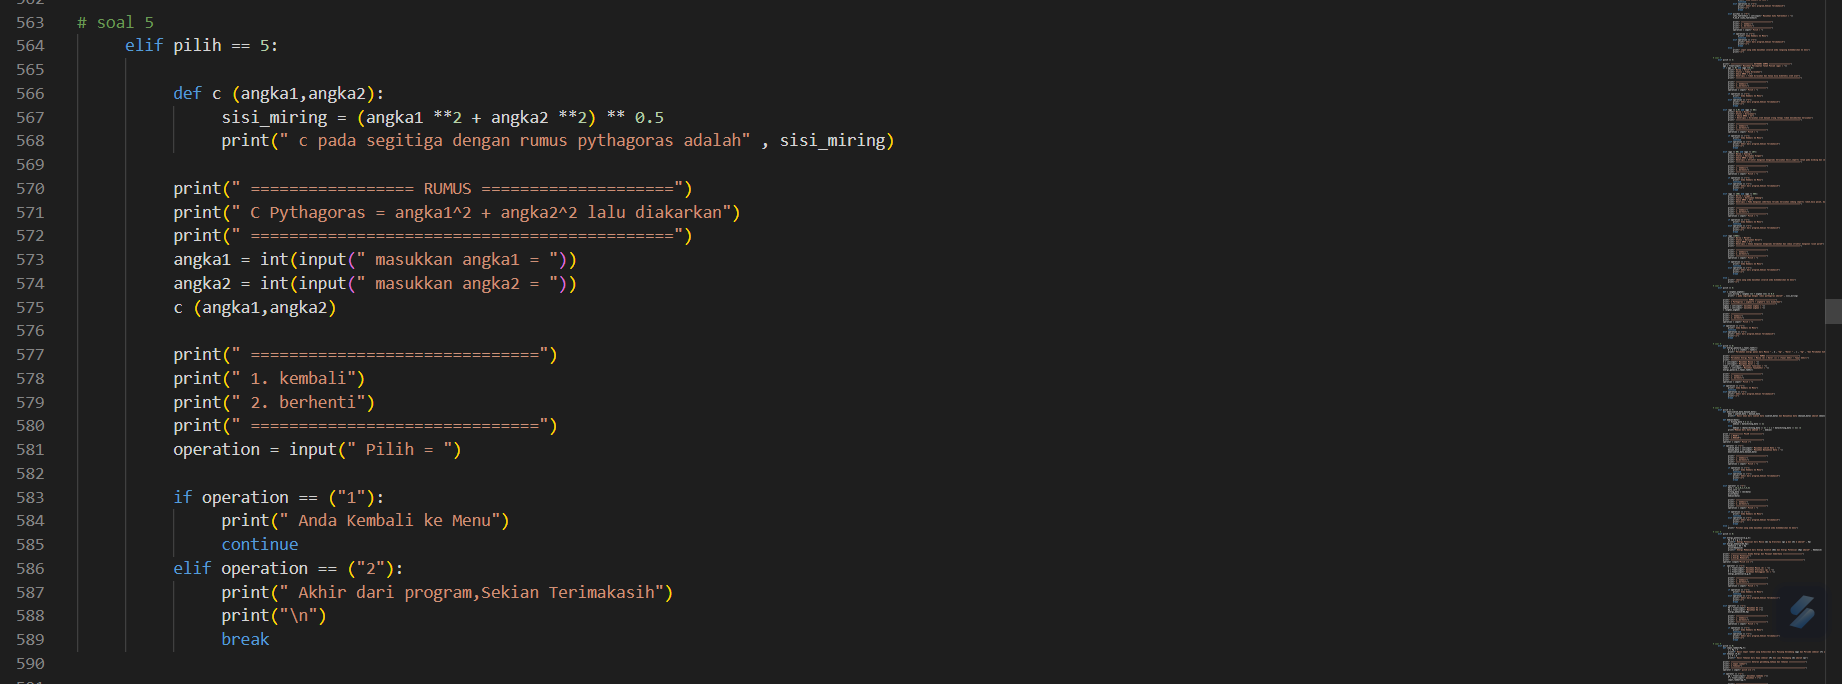 563 # soal 5
564 elif pilih == 5:
565
566 def c (angka1,angka2):
567 sisi_miring = (angka1 **2 + angka2 **2) ** 0.5
568 print(" c pada segitiga dengan rumus pythagoras adalah" , sisi_miring)
569
570 print(" ================= RUMUS ====================")
571 print(" C Pythagoras = angka1^2 + angka2^2 lalu diakarkan")
572 print(" ============================================")
573 angka1 = int(input(" masukkan angka1 = "))
574 angka2 = int(input(" masukkan angka2 = "))
575 c (angka1,angka2)
576
577 print(" ==============================")
578 print(" 1. kembali")
579 print(" 2. berhenti")
580 print(" ==============================")
581 operation = input(" Pilih = ")
582
583 if operation == ("1"):
584 print(" Anda Kembali ke Menu")
585 continue
586 elif operation == ("2"):
587 print(" Akhir dari program,Sekian Terimakasih")
588 print("\n")
589 break
590